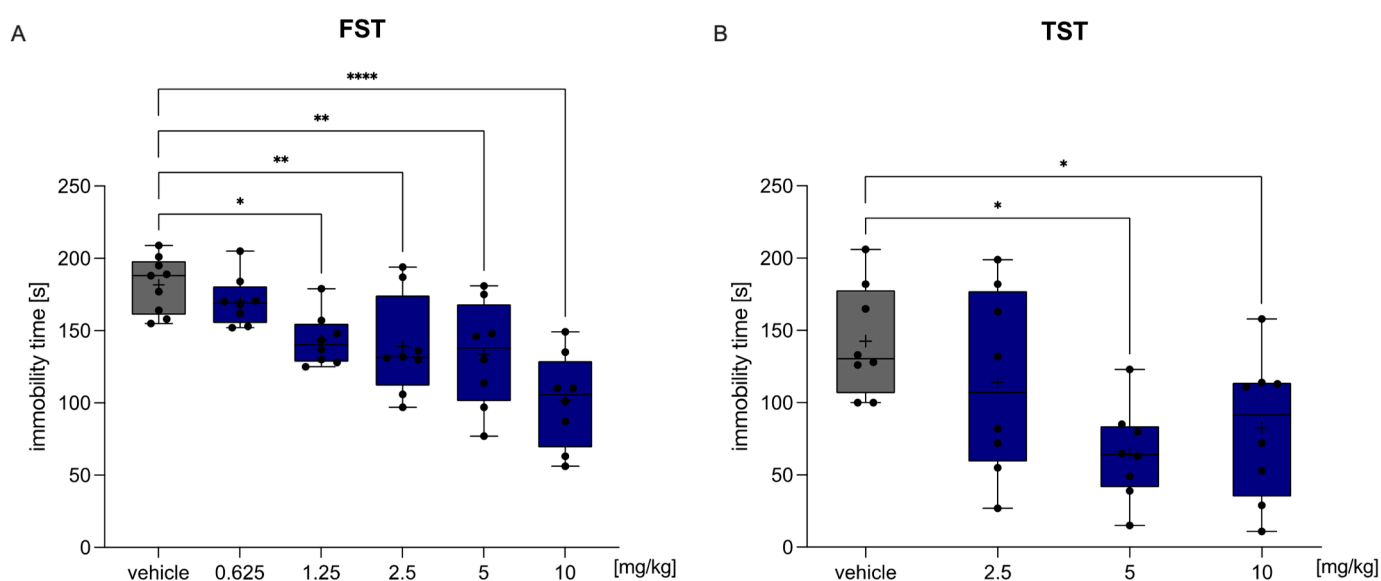 A
FST
****
**
**
*
250
200
150
100
50
0
immobility time [s]
vehicle 0.625 1.25 2.5 5 10 [mg/kg]
B
TST
*
*
250
200
150
100
50
0
immobility time [s]
vehicle 2.5 5 10 [mg/kg]